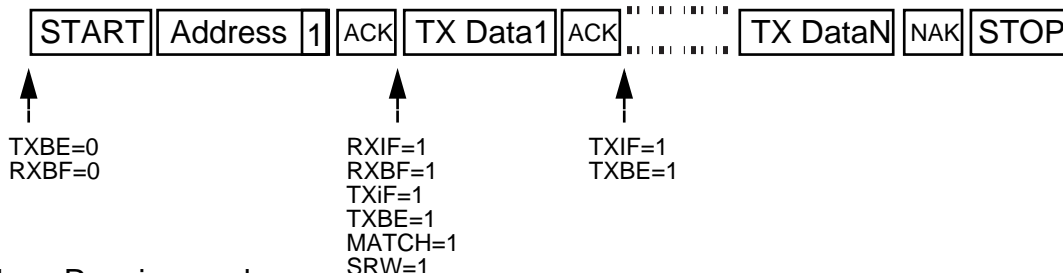 START Address 1 ACK TX Data1 ACK TX DataN NAK STOP
TXBE=0
RXBF=0
RXIF=1
RXBF=1
TXiF=1
TXBE=1
MATCH=1
SRW=1
TXIF=1
TXBE=1